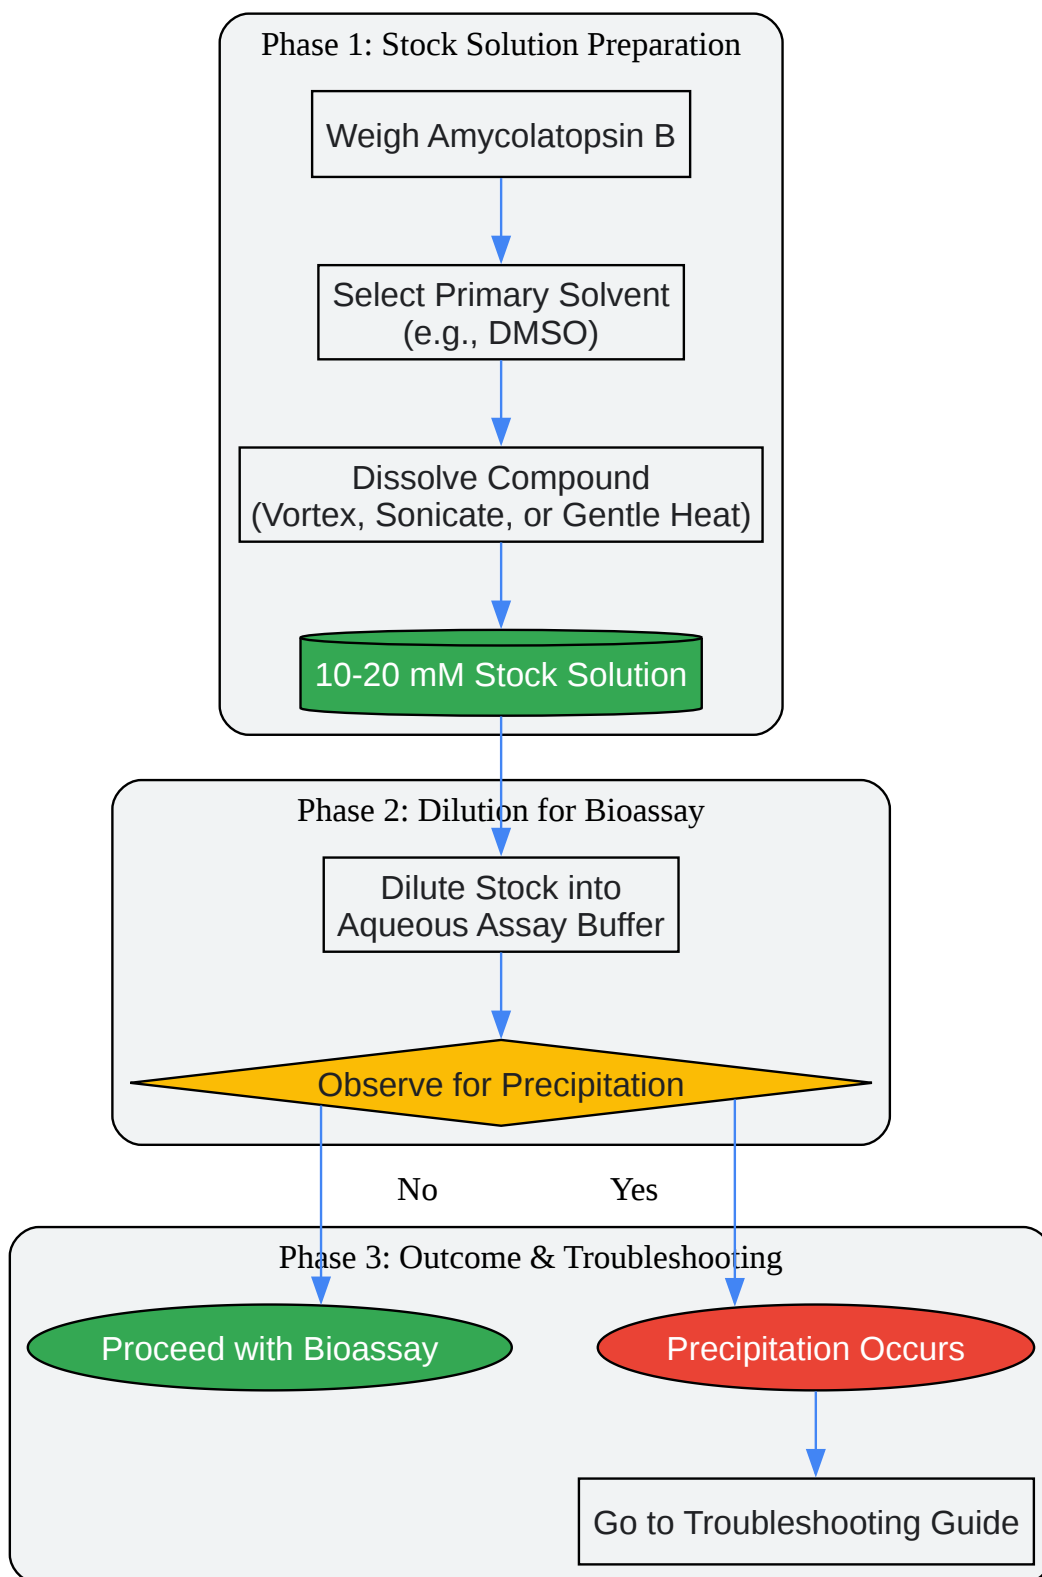 Phase 1: Stock Solution Preparation
Weigh Amycolatopsin B
Select Primary Solvent
(e.g., DMSO)
Dissolve Compound
(Vortex, Sonicate, or Gentle Heat)
10-20 mM Stock Solution
Phase 2: Dilution for Bioassay
Dilute Stock into
Aqueous Assay Buffer
Observe for Precipitation
No
Yes
Phase 3: Outcome & Troubleshooting
Proceed with Bioassay
Precipitation Occurs
Go to Troubleshooting Guide